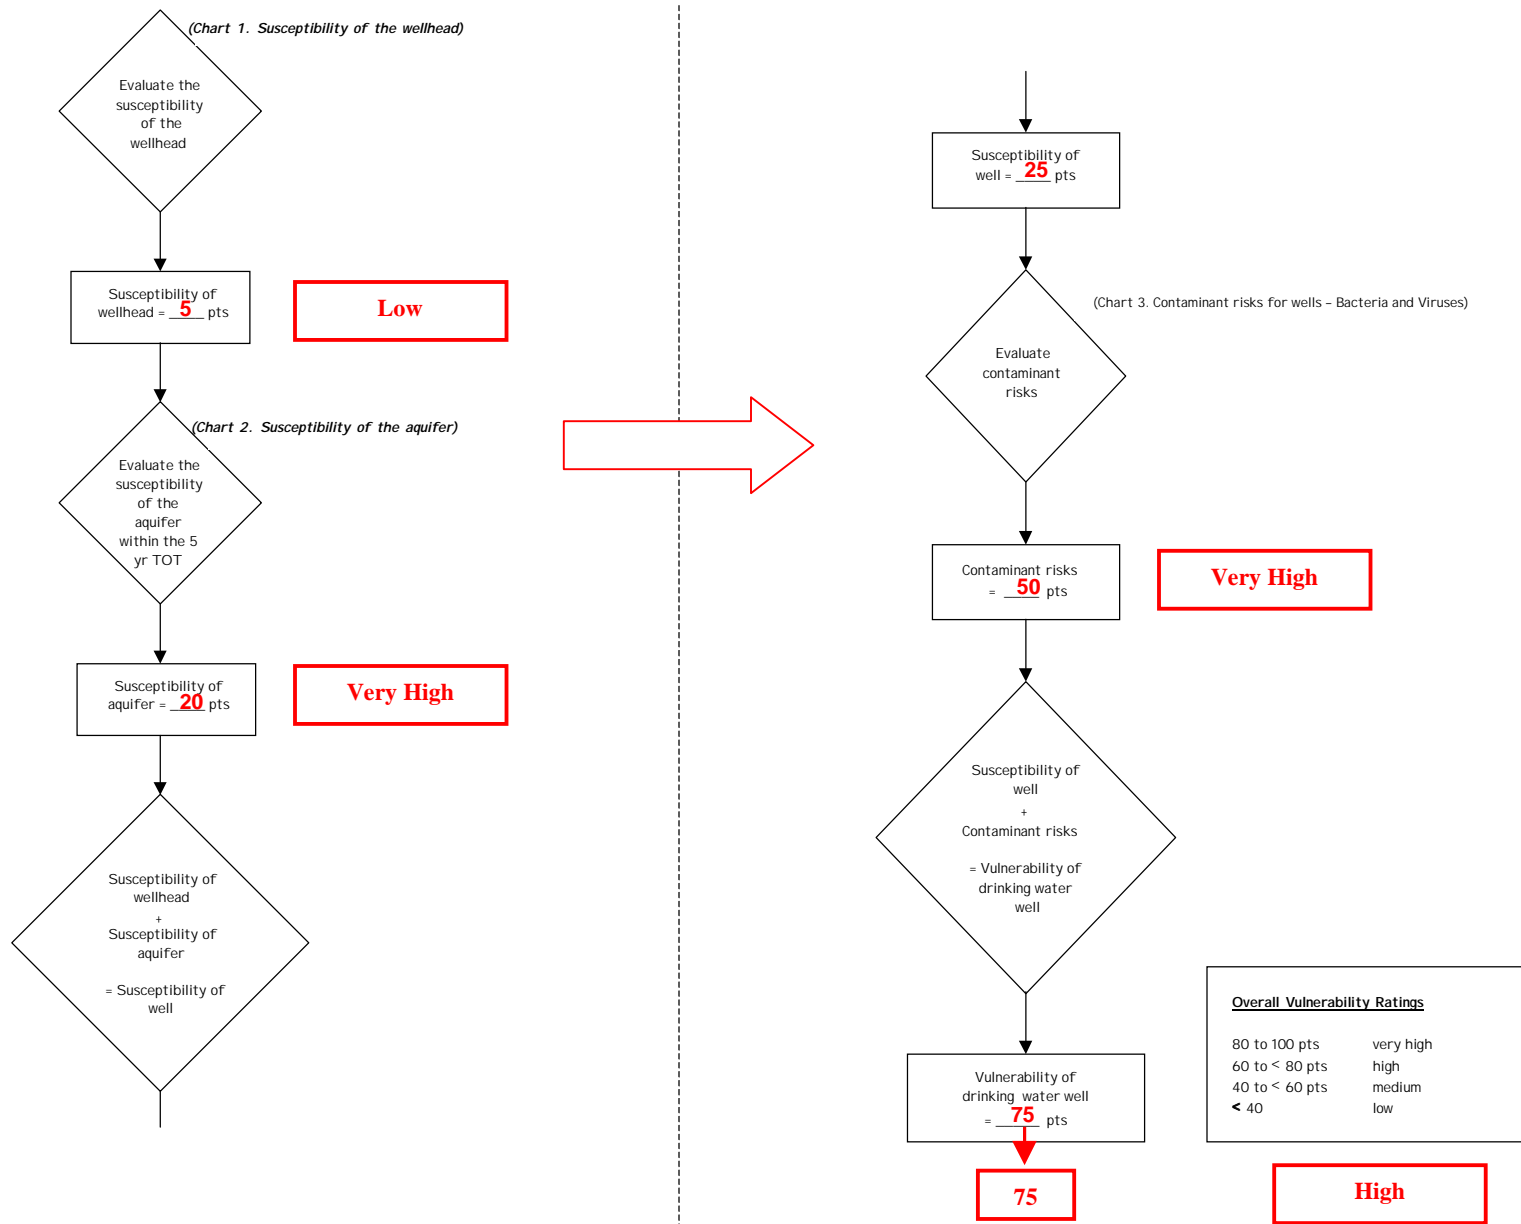 (Chart 1. Susceptibility of the wellhead)
Evaluate the
susceptibility
of the
wellhead
Susceptibility of
wellhead = __5__ pts
Low
(Chart 2. Susceptibility of the aquifer)
Evaluate the
susceptibility
of the
aquifer
within the 5
yr TOT
Susceptibility of
aquifer = __20__ pts
Very High
Susceptibility of
wellhead
+
Susceptibility of
aquifer
= Susceptibility of
well
Susceptibility of
well = __25__ pts
(Chart 3. Contaminant risks for wells – Bacteria and Viruses)
Evaluate
contaminant
risks
Contaminant risks
= __50__ pts
Very High
Susceptibility of
well
+
Contaminant risks
= Vulnerability of
drinking water
well
Vulnerability of
drinking water well
= __75__ pts
75
Overall Vulnerability Ratings
80 to 100 pts very high
60 to < 80 pts high
40 to < 60 pts medium
< 40 low
High